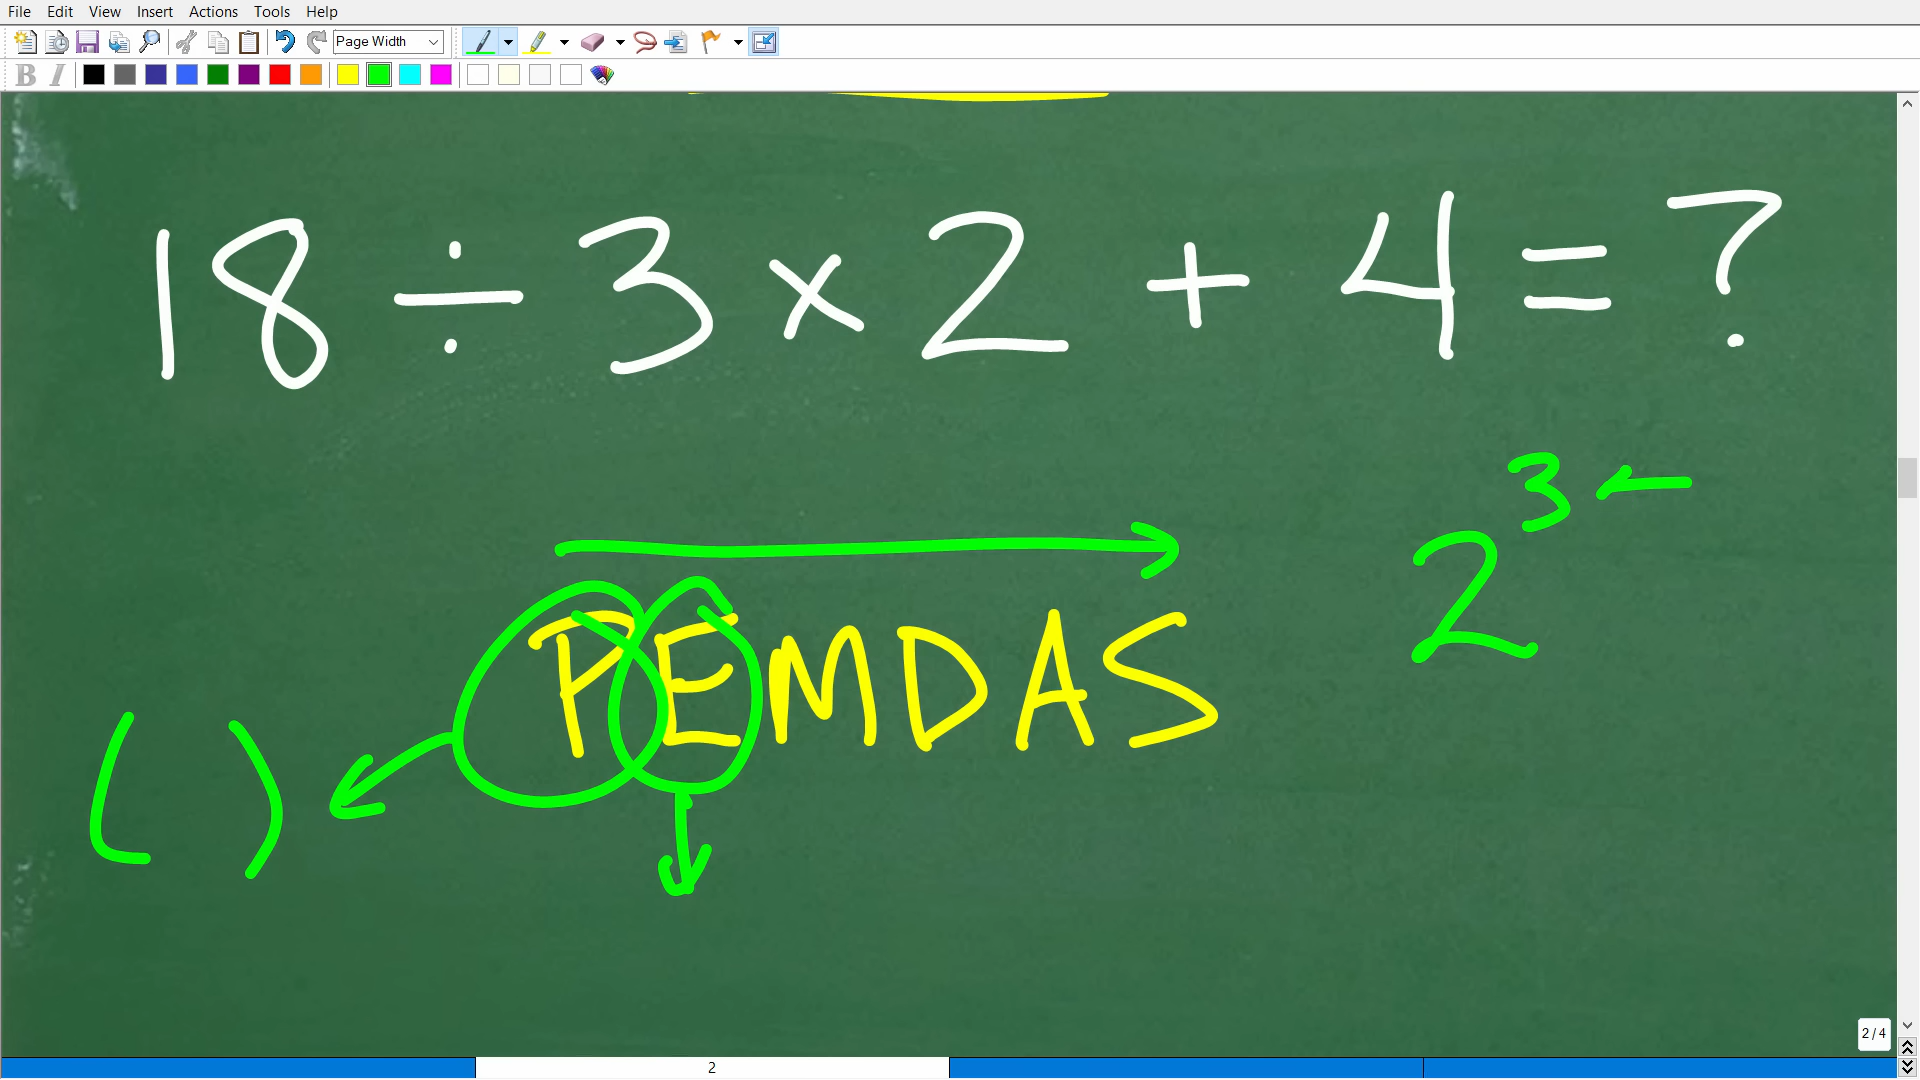 File Edit View Insert Actions Tools Help
Page Width
B I
18 ÷ 3 × 2 + 4 = ?
2³
PEMDAS
( )
2 / 4
2